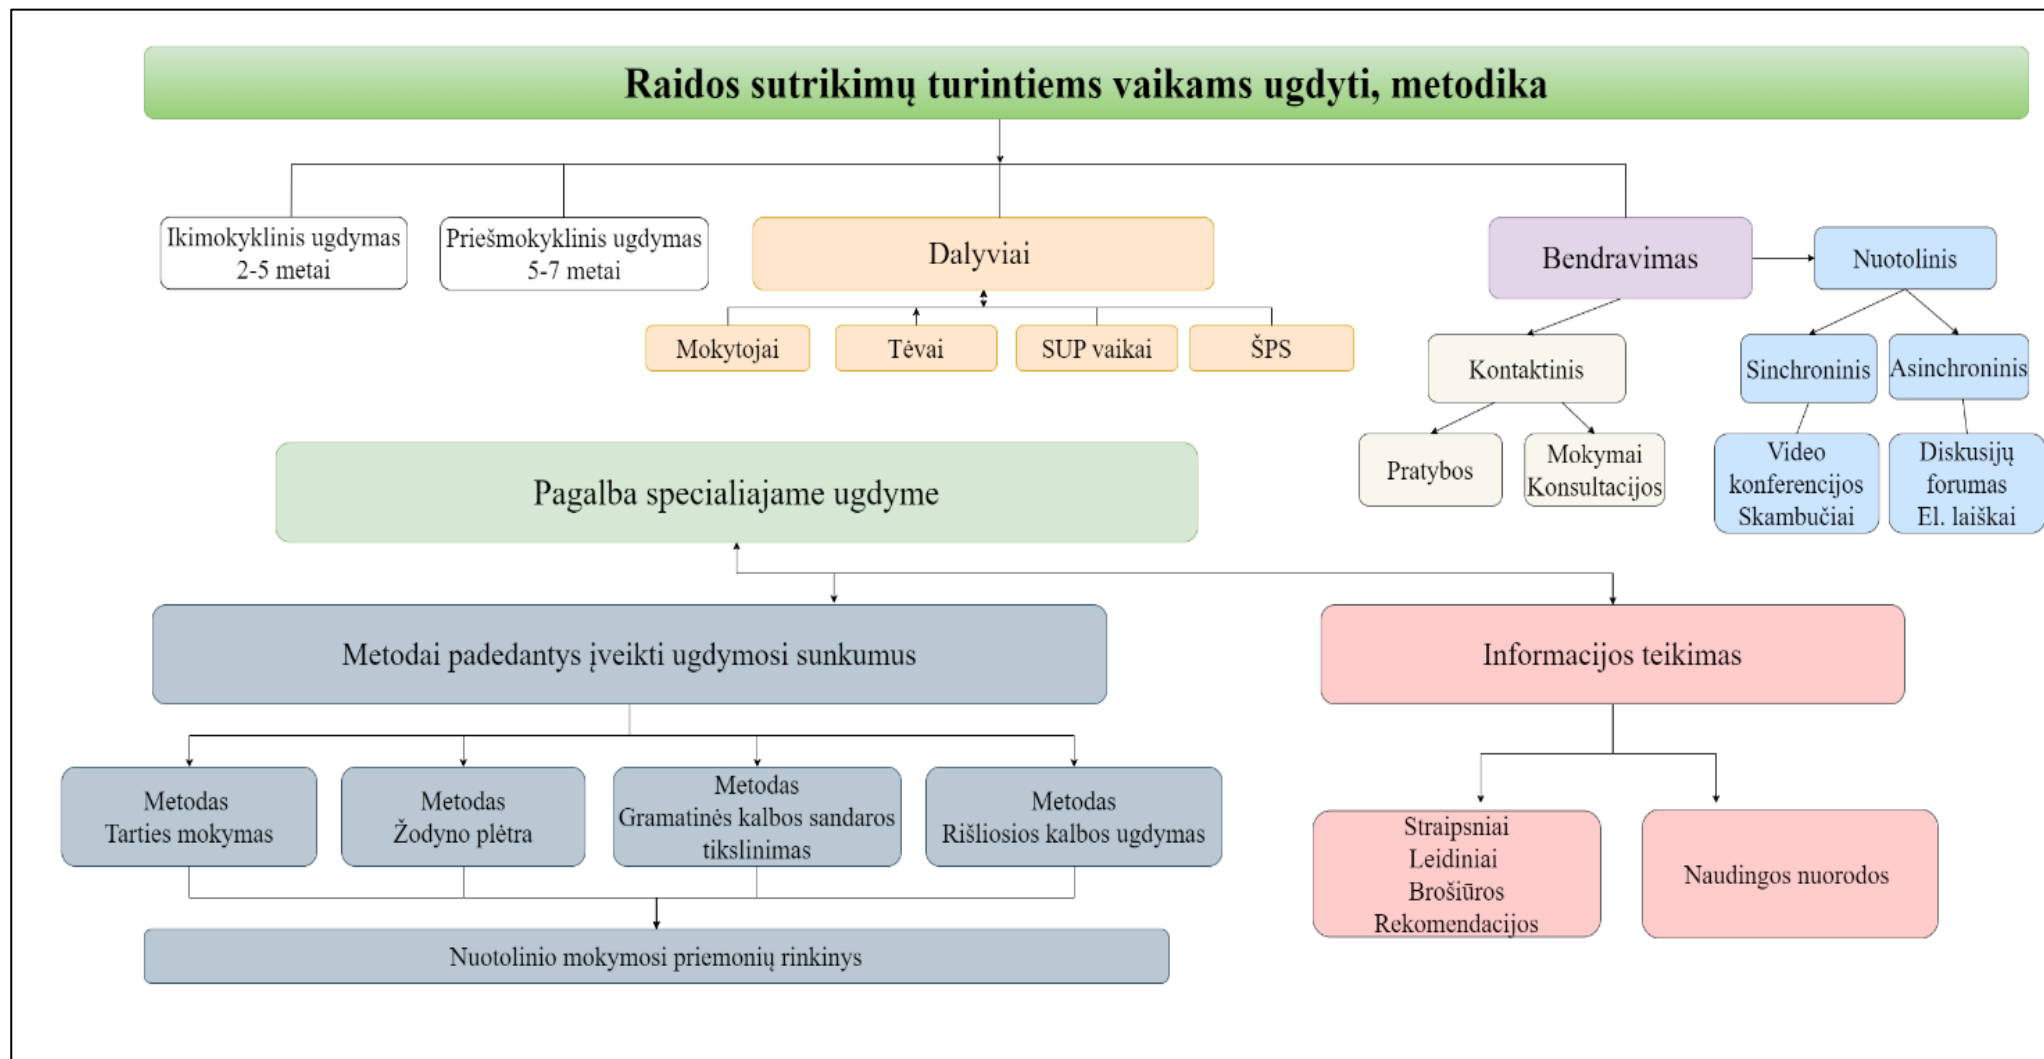 Raidos sutrikimų turintiems vaikams ugdyti, metodika
Ikimokyklinis ugdymas
2-5 metai
Priešmokyklinis ugdymas
5-7 metai
Dalyviai
Bendravimas
Nuotolinis
Mokytojai
Tėvai
SUP vaikai
ŠPS
Kontaktinis
Sinchroninis
Asinchroninis
Pratybos
Mokymai
Konsultacijos
Video
konferencijos
Skambučiai
Diskusijų
forumas
El. laiškai
Pagalba specialiajame ugdyme
Metodai padedantys įveikti ugdymosi sunkumus
Informacijos teikimas
Metodas
Tarties mokymas
Metodas
Žodyno plėtra
Metodas
Gramatinės kalbos sandaros
tikslinimas
Metodas
Rišliosios kalbos ugdymas
Straipsniai
Leidiniai
Brošiūros
Rekomendacijos
Naudingos nuorodos
Nuotolinio mokymosi priemonių rinkinys